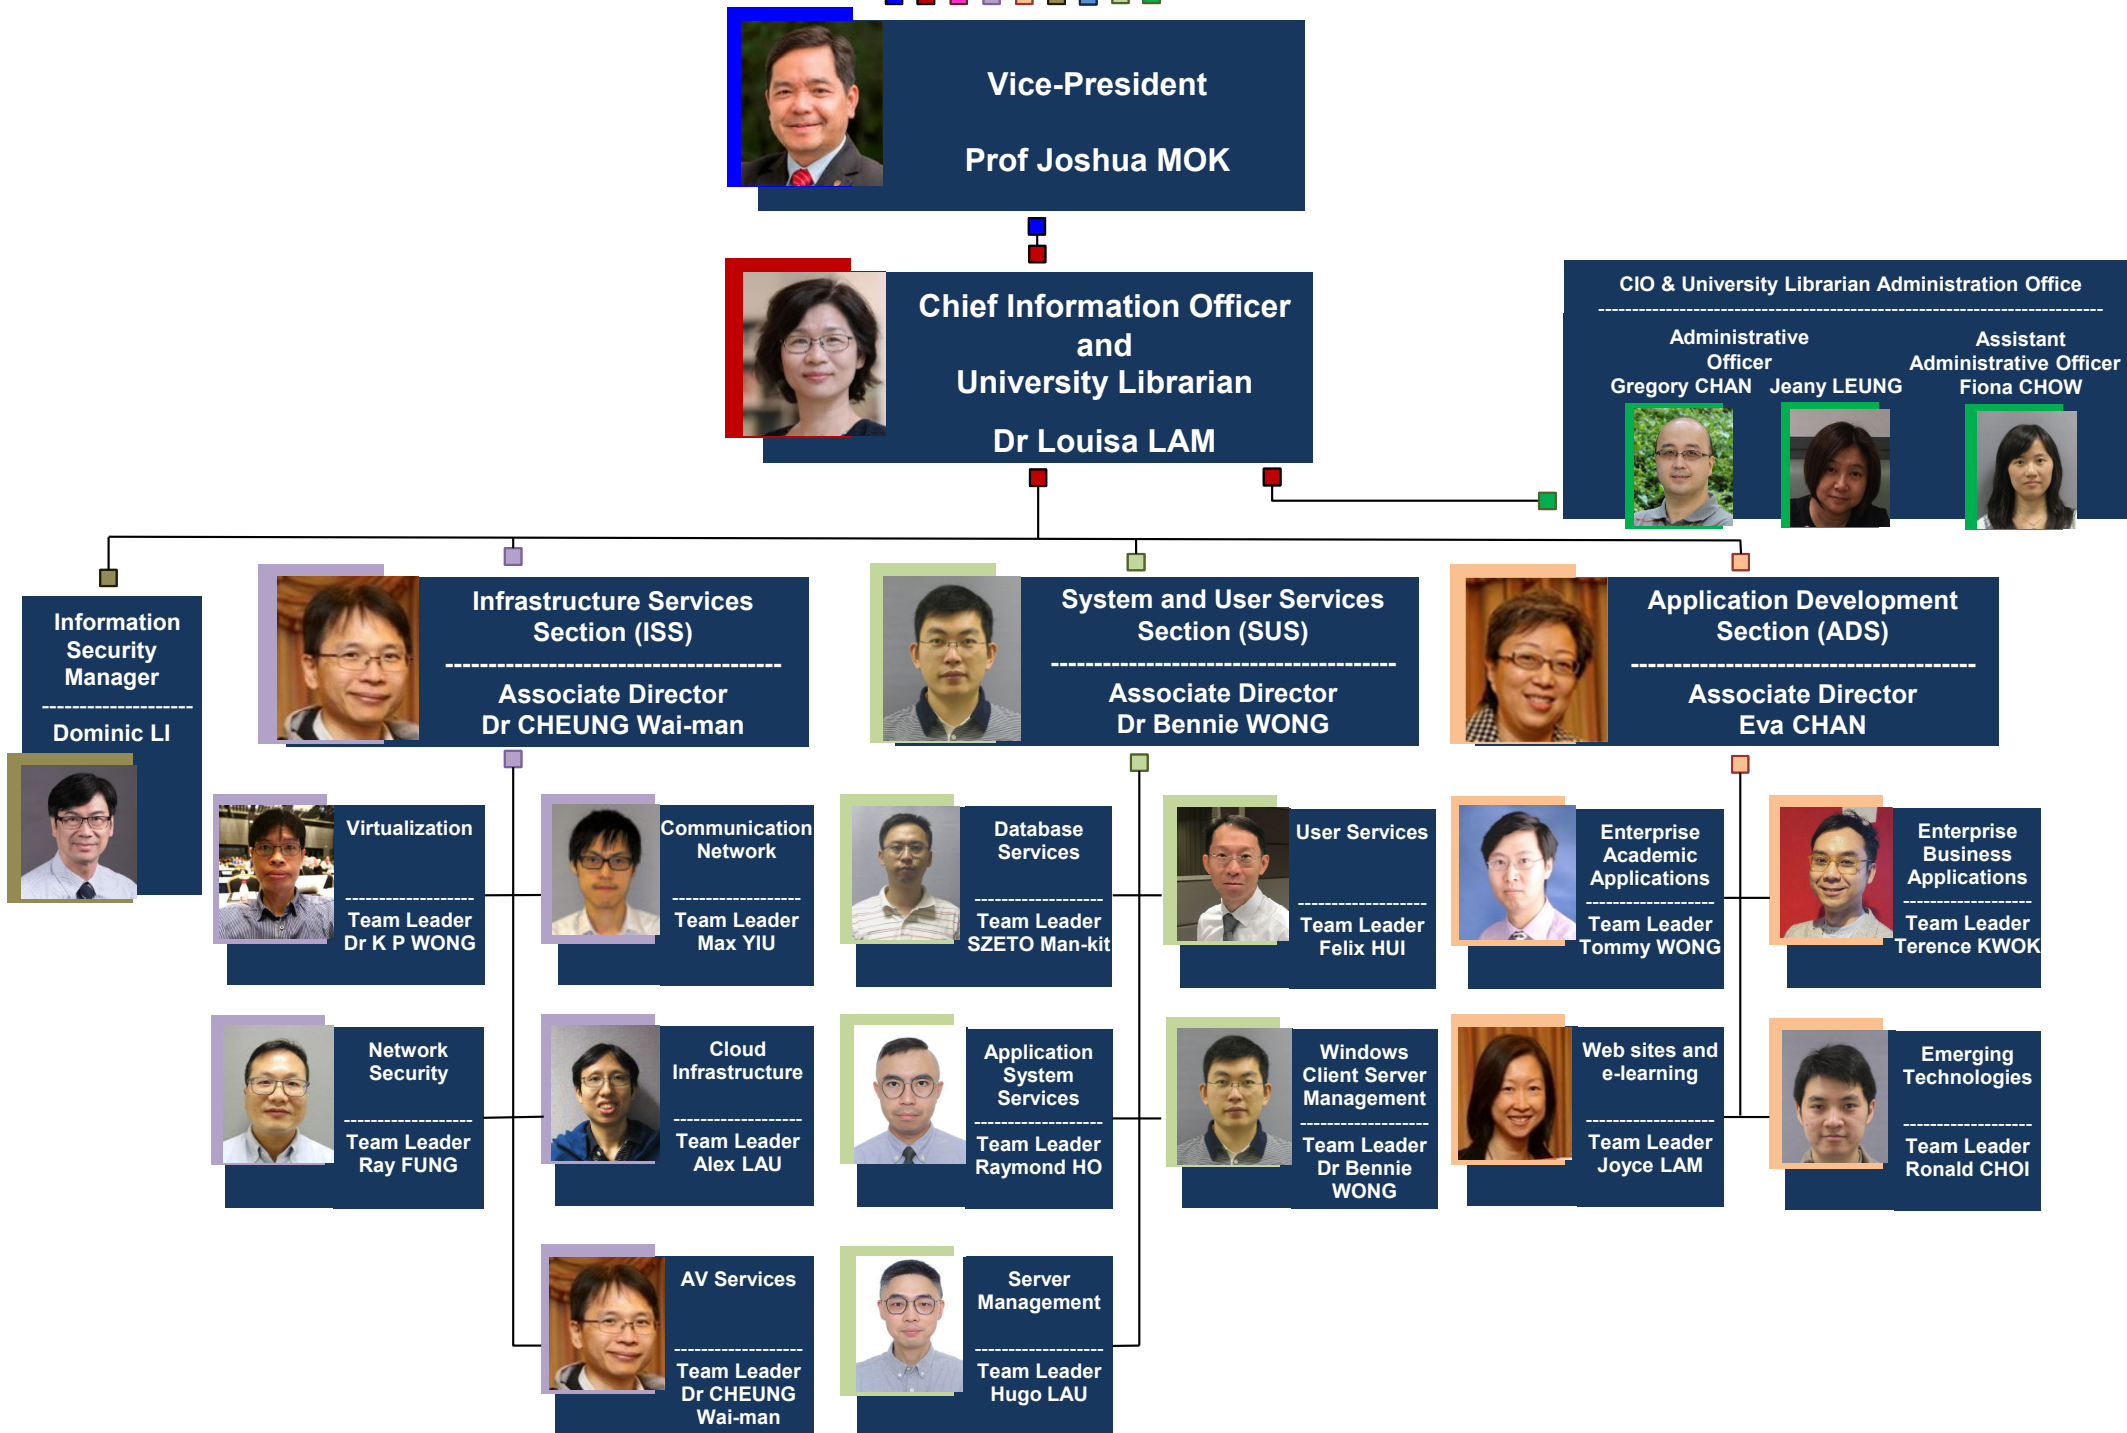 Vice-President
Prof Joshua MOK
Chief Information Officer
and
University Librarian
Dr Louisa LAM
CIO & University Librarian Administration Office
--------------------------------------------------------------------------
Administrative
Officer
Gregory CHAN Jeany LEUNG
Assistant
Administrative Officer
Fiona CHOW
Information
Security
Manager
--------------------
Dominic LI
Infrastructure Services
Section (ISS)
---------------------------------------
Associate Director
Dr CHEUNG Wai-man
System and User Services
Section (SUS)
----------------------------------------
Associate Director
Dr Bennie WONG
Application Development
Section (ADS)
----------------------------------------
Associate Director
Eva CHAN
Virtualization
-------------------
Team Leader
Dr K P WONG
Communication
Network
-------------------
Team Leader
Max YIU
Database
Services
-------------------
Team Leader
SZETO Man-kit
User Services
-------------------
Team Leader
Felix HUI
Enterprise
Academic
Applications
-------------------
Team Leader
Tommy WONG
Enterprise
Business
Applications
-------------------
Team Leader
Terence KWOK
Network
Security
-------------------
Team Leader
Ray FUNG
Cloud
Infrastructure
-------------------
Team Leader
Alex LAU
Application
System
Services
-------------------
Team Leader
Raymond HO
Windows
Client Server
Management
-------------------
Team Leader
Dr Bennie
WONG
Web sites and
e-learning
-------------------
Team Leader
Joyce LAM
Emerging
Technologies
-------------------
Team Leader
Ronald CHOI
AV Services
-------------------
Team Leader
Dr CHEUNG
Wai-man
Server
Management
-------------------
Team Leader
Hugo LAU